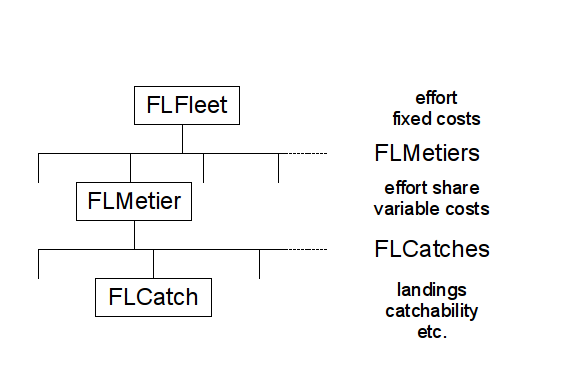 FLFleet
effort
fixed costs
FLMetiers
FLMetier
effort share
variable costs
FLCatches
FLCatch
landings
catchability
etc.